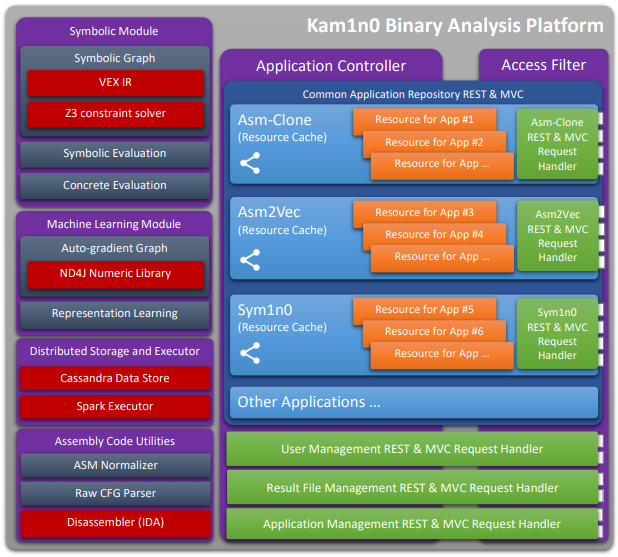 Kam1n0 Binary Analysis Platform
Symbolic Module
Symbolic Graph
VEX IR
Z3 constraint solver
Symbolic Evaluation
Concrete Evaluation
Machine Learning Module
Auto-gradient Graph
ND4J Numeric Library
Representation Learning
Distributed Storage and Executor
Cassandra Data Store
Spark Executor
Assembly Code Utilities
ASM Normalizer
Raw CFG Parser
Disassembler (IDA)
Application Controller
Access Filter
Common Application Repository REST & MVC
Asm-Clone
(Resource Cache)
Resource for App #1
Resource for App #2
Resource for App ...
Asm-Clone
REST & MVC
Request
Handler
Asm2Vec
(Resource Cache)
Resource for App #3
Resource for App #4
Resource for App ...
Asm2Vec
REST & MVC
Request
Handler
Sym1n0
(Resource Cache)
Resource for App #5
Resource for App #6
Resource for App ...
Sym1n0
REST & MVC
Request
Handler
Other Applications ...
User Management REST & MVC Request Handler
Result File Management REST & MVC Request Handler
Application Management REST & MVC Request Handler